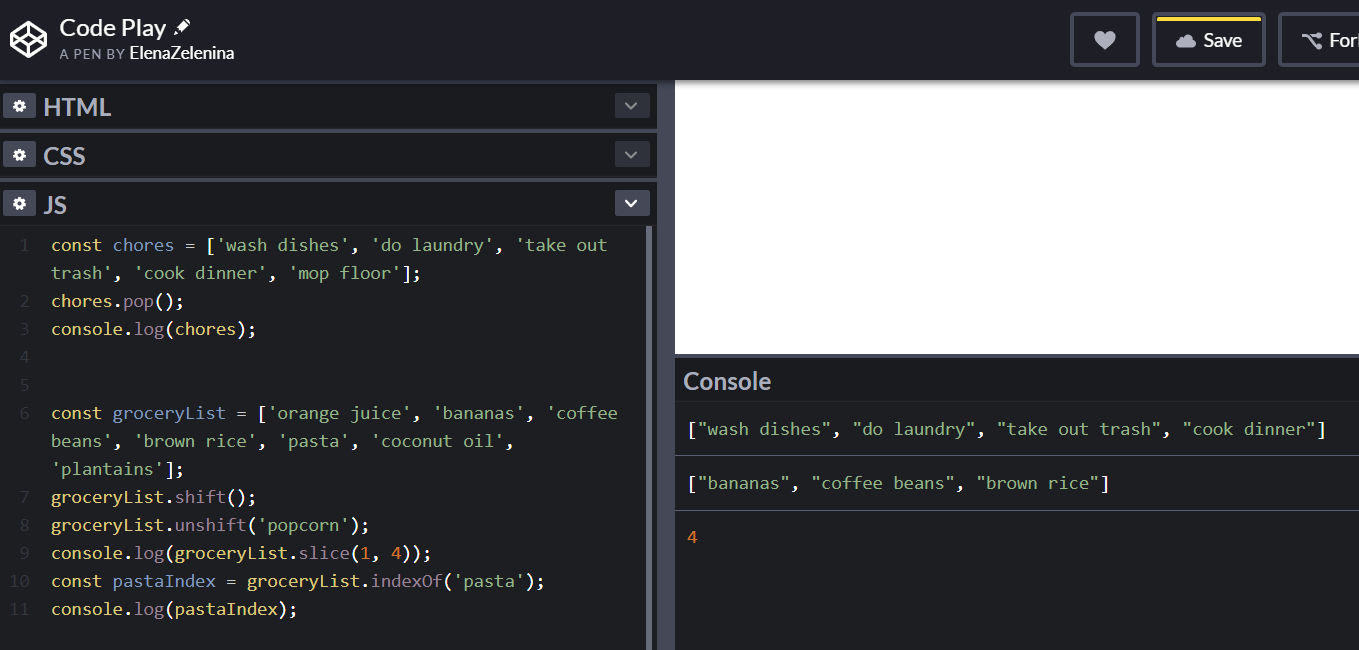 Code Play
A PEN BY ElenaZelenina
Save
For
HTML
CSS
JS
1 const chores = ['wash dishes', 'do laundry', 'take out
trash', 'cook dinner', 'mop floor'];
2 chores.pop();
3 console.log(chores);
4
5
6 const groceryList = ['orange juice', 'bananas', 'coffee
beans', 'brown rice', 'pasta', 'coconut oil',
'plantains'];
7 groceryList.shift();
8 groceryList.unshift('popcorn');
9 console.log(groceryList.slice(1, 4));
10 const pastaIndex = groceryList.indexOf('pasta');
11 console.log(pastaIndex);
Console
["wash dishes", "do laundry", "take out trash", "cook dinner"]
["bananas", "coffee beans", "brown rice"]
4